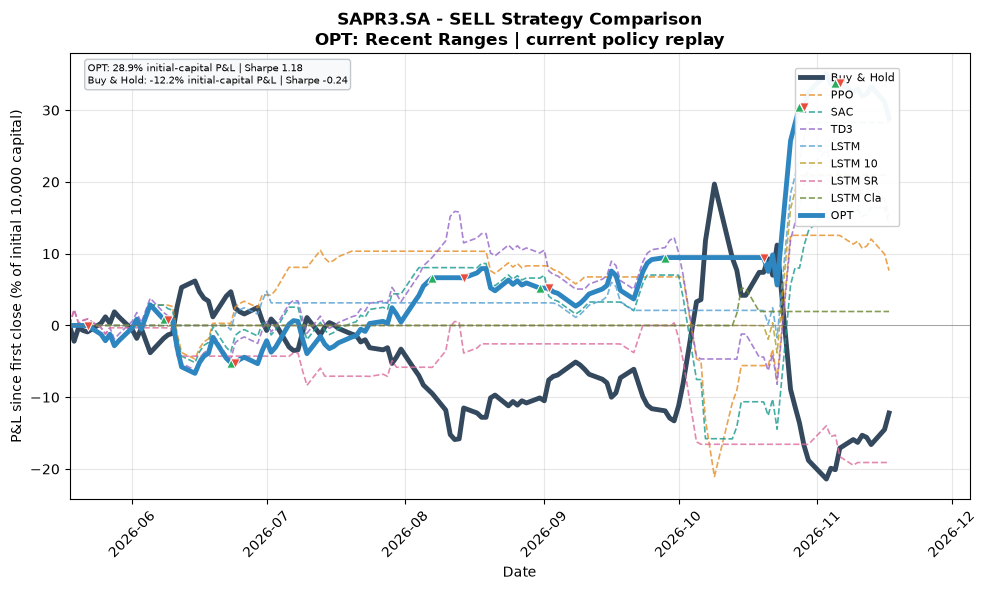 SAPR3.SA - SELL Strategy Comparison
OPT: Recent Ranges | current policy replay
OPT: 28.9% initial-capital P&L | Sharpe 1.18
Buy & Hold: -12.2% initial-capital P&L | Sharpe -0.24
Buy & Hold
PPO
SAC
TD3
LSTM
LSTM 10
LSTM SR
LSTM Cla
OPT
P&L since first close (% of initial 10,000 capital)
30
20
10
0
−10
−20
2026-06
2026-07
2026-08
2026-09
2026-10
2026-11
2026-12
Date